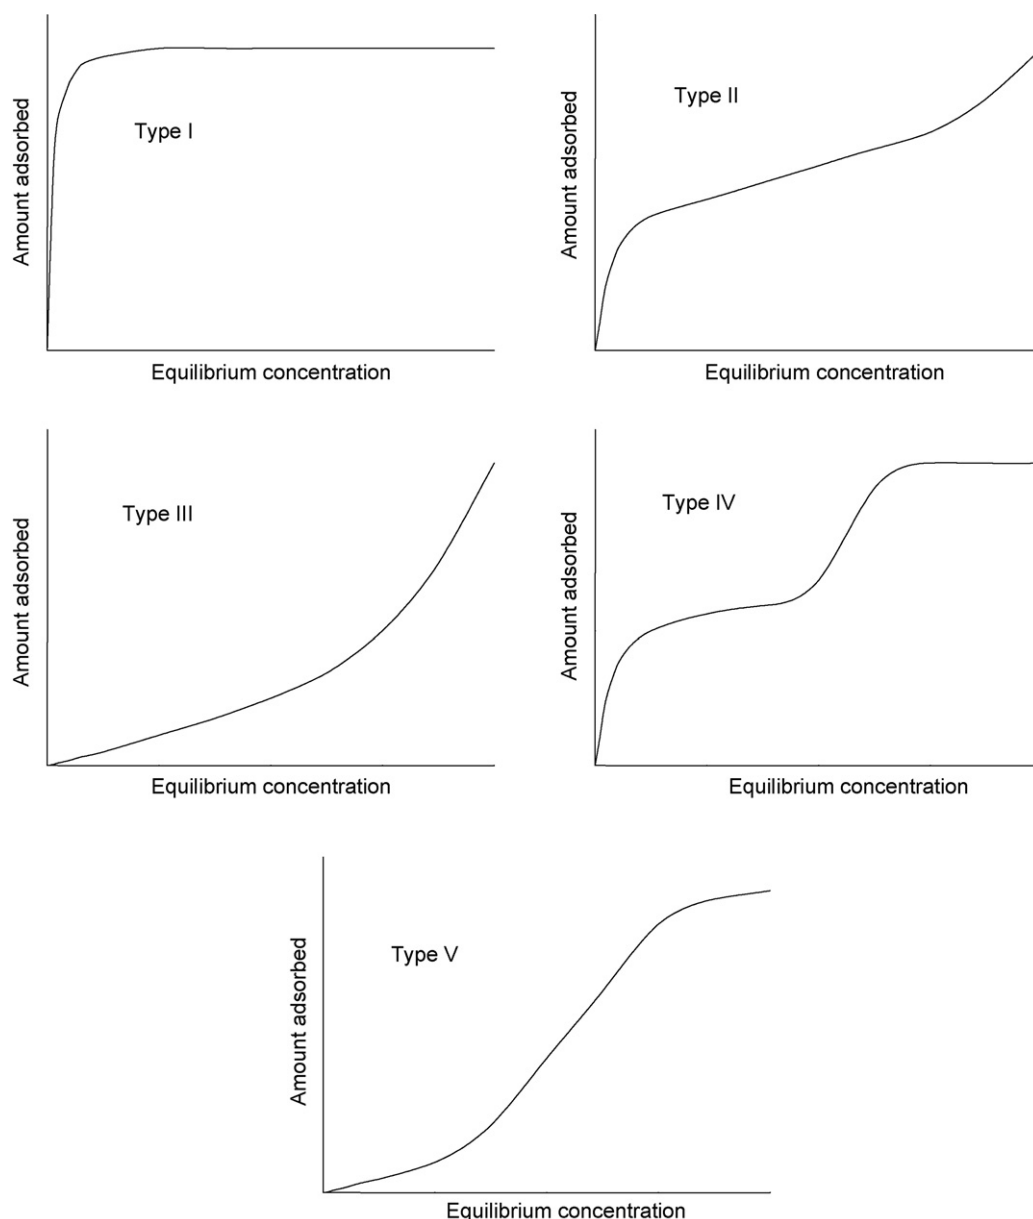 Type I
Amount adsorbed
Equilibrium concentration
Type II
Amount adsorbed
Equilibrium concentration
Type III
Amount adsorbed
Equilibrium concentration
Type IV
Amount adsorbed
Equilibrium concentration
Type V
Amount adsorbed
Equilibrium concentration